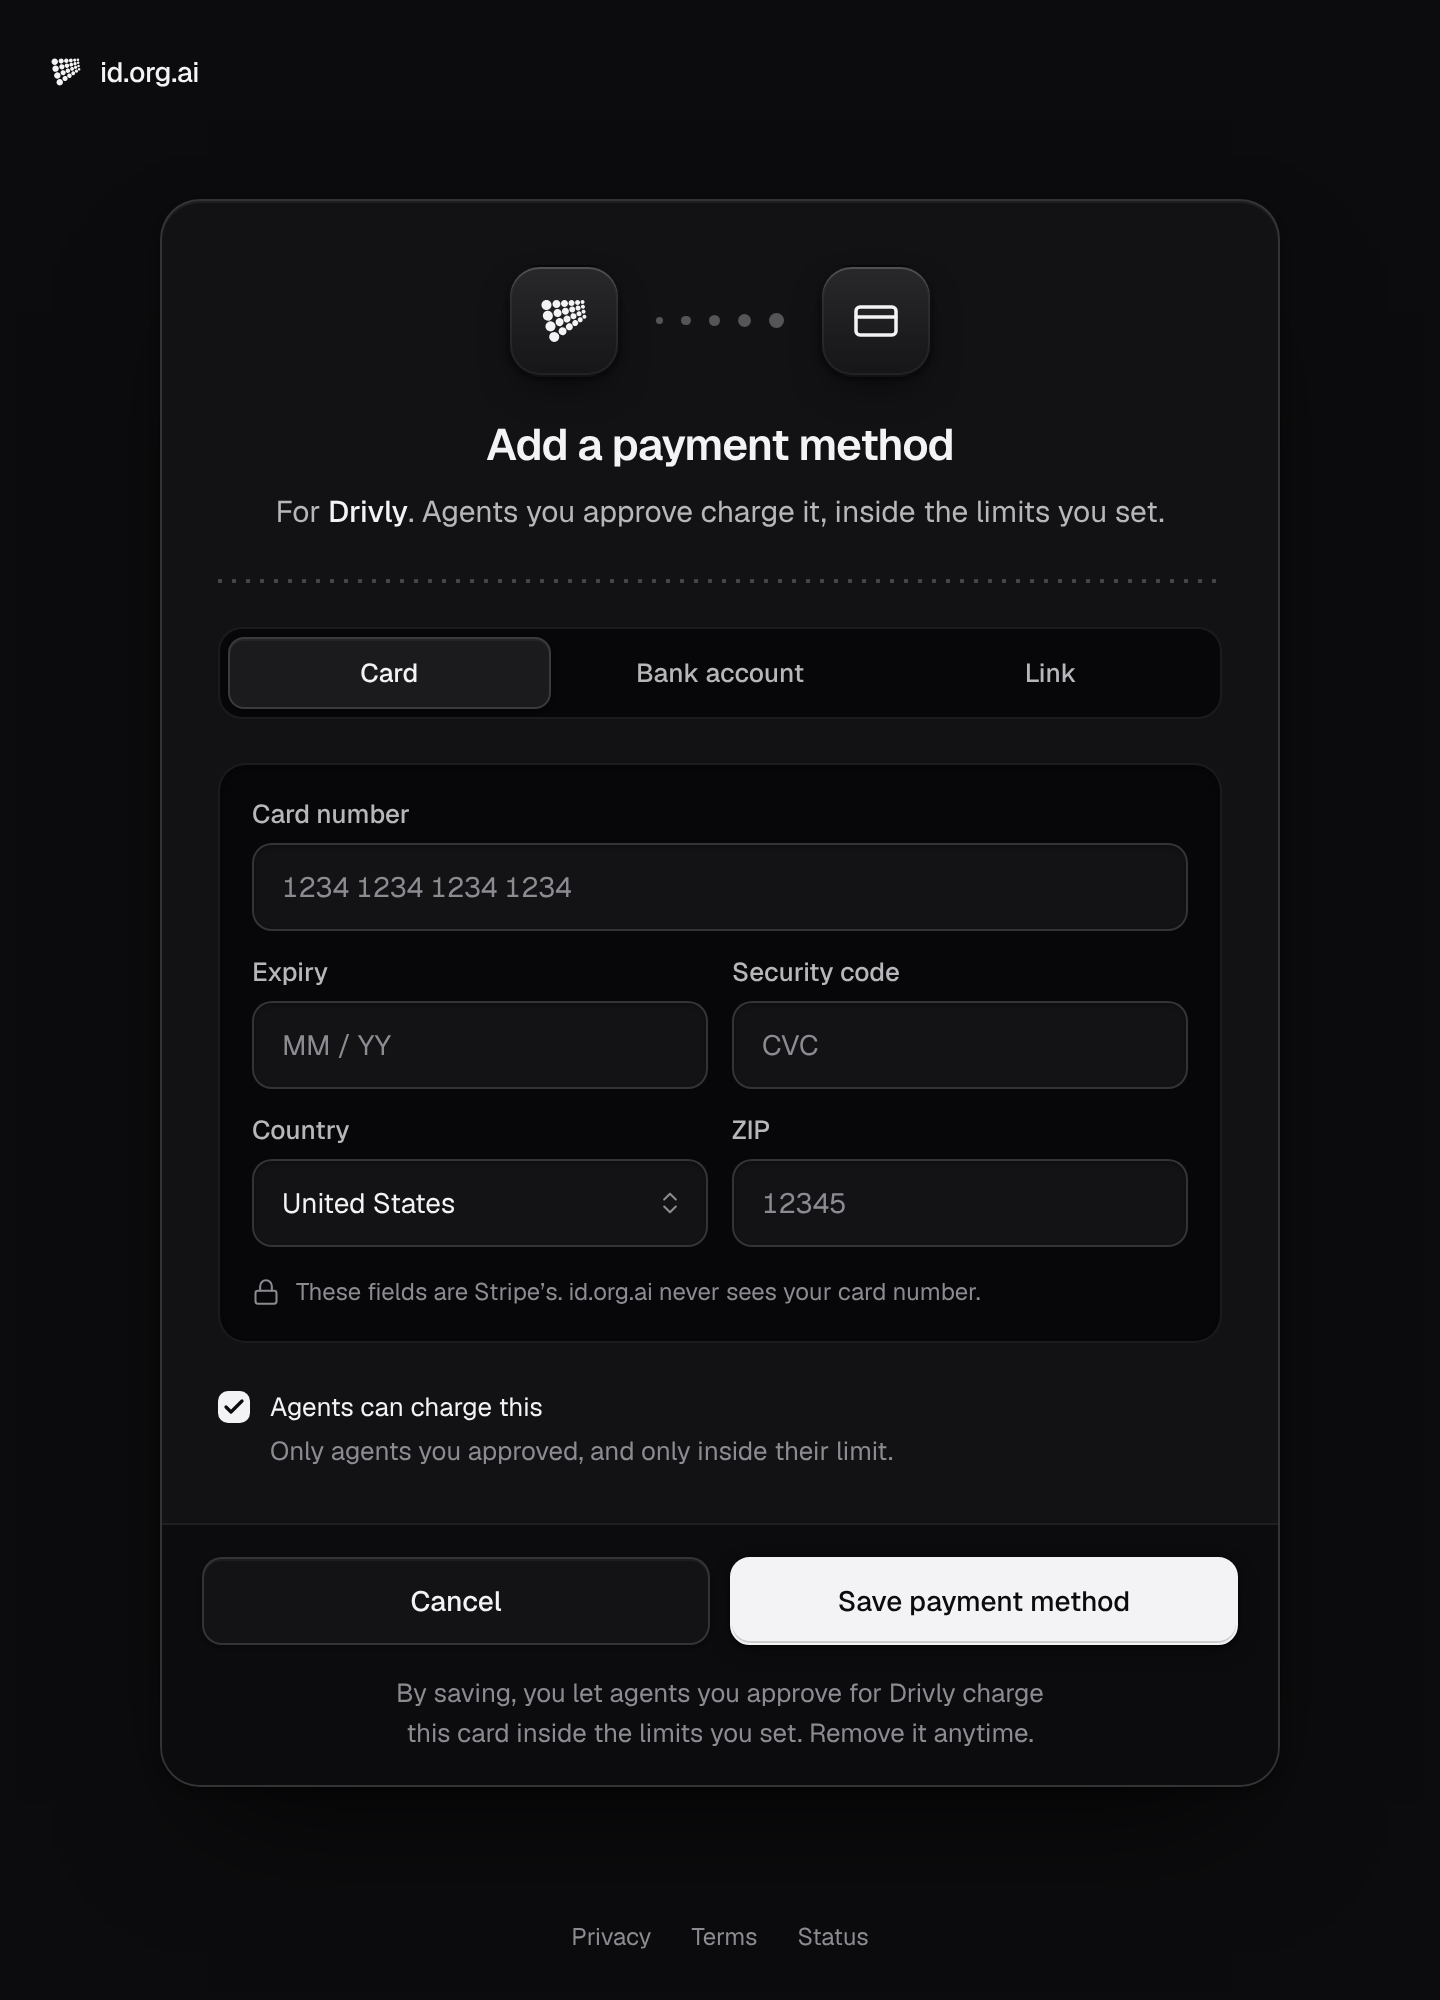 id.org.ai
Add a payment method
For Drivly. Agents you approve charge it, inside the limits you set.
Card
Bank account
Link
Card number
1234 1234 1234 1234
Expiry
Security code
MM / YY
CVC
Country
ZIP
United States
12345
These fields are Stripe’s. id.org.ai never sees your card number.
Agents can charge this
Only agents you approved, and only inside their limit.
Cancel
Save payment method
By saving, you let agents you approve for Drivly charge
this card inside the limits you set. Remove it anytime.
Privacy
Terms
Status